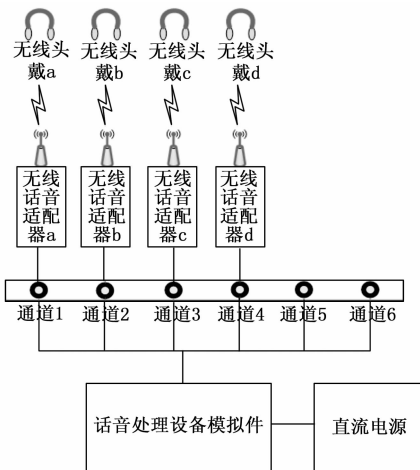 无线头 无线头 无线头 无线头
戴a 戴b 戴c 戴d
无线 无线 无线 无线
话音 话音 话音 话音
适配 适配 适配 适配
器a 器b 器c 器d
通道1 通道2 通道3 通道4 通道5 通道6
话音处理设备模拟件 直流电源